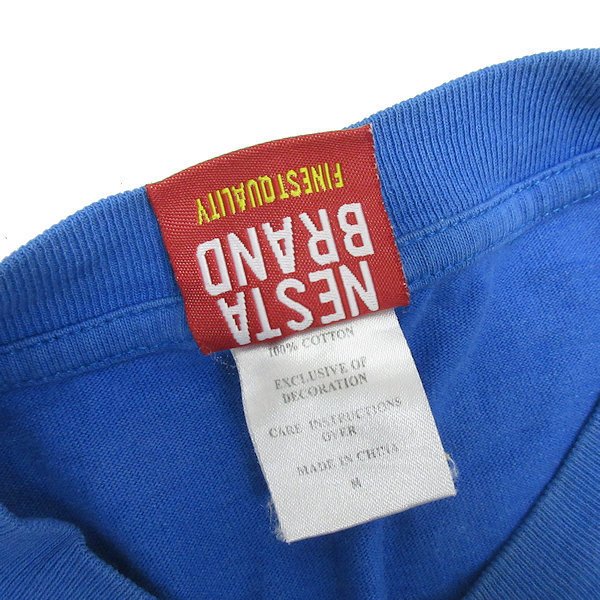 NESTA
BRAND
FINEST QUALITY
100% COTTON
EXCLUSIVE OF
DECORATION
CARE INSTRUCTIONS
OVER
MADE IN CHINA
M